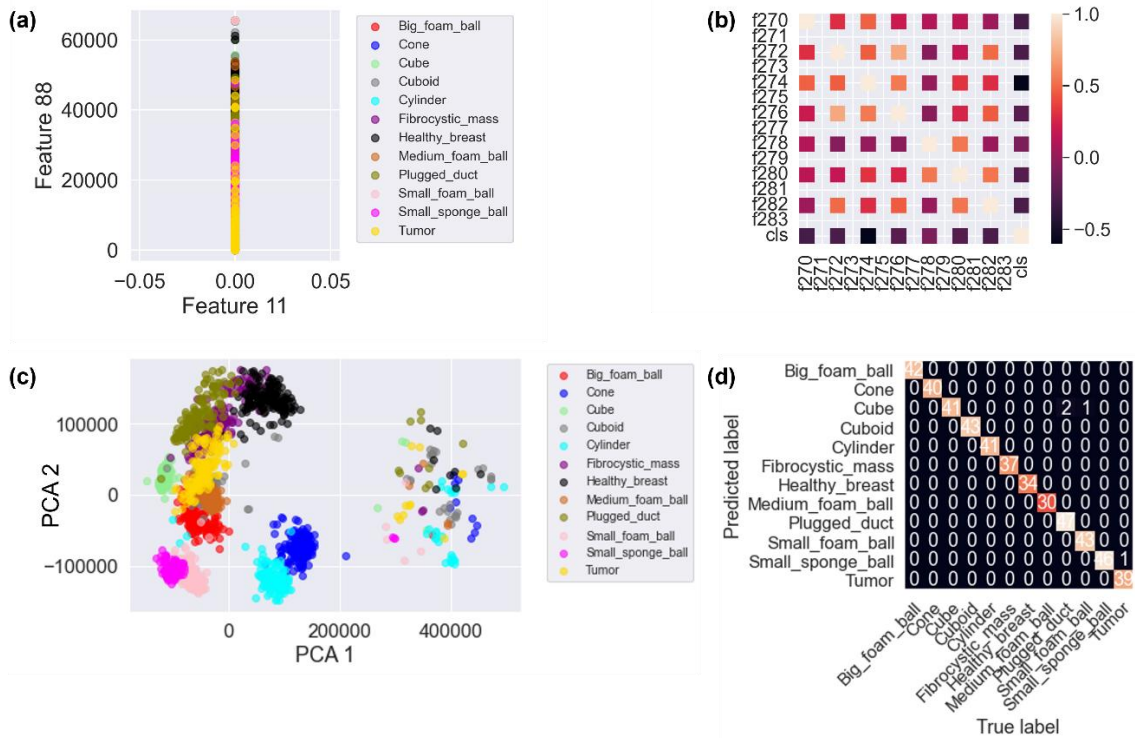 (a)
Feature 88
60000
40000
20000
0
−0.05
0.00
0.05
Feature 11
Big_foam_ball
Cone
Cube
Cuboid
Cylinder
Fibrocystic_mass
Healthy_breast
Medium_foam_ball
Plugged_duct
Small_foam_ball
Small_sponge_ball
Tumor
(b)
f270
f271
f272
f273
f274
f275
f276
f277
f278
f279
f280
f281
f282
f283
cls
f270
f271
f272
f273
f274
f275
f276
f277
f278
f279
f280
f281
f282
f283
cls
1.0
0.5
0.0
−0.5
(c)
PCA 2
100000
0
−100000
0
200000
400000
PCA 1
Big_foam_ball
Cone
Cube
Cuboid
Cylinder
Fibrocystic_mass
Healthy_breast
Medium_foam_ball
Plugged_duct
Small_foam_ball
Small_sponge_ball
Tumor
(d)
Predicted label
Big_foam_ball 42 0 0 0 0 0 0 0 0 0 0 0
Cone 0 40 0 0 0 0 0 0 0 0 0 0
Cube 0 0 41 0 0 0 0 0 2 1 0 0
Cuboid 0 0 0 43 0 0 0 0 0 0 0 0
Cylinder 0 0 0 0 41 0 0 0 0 0 0 0
Fibrocystic_mass 0 0 0 0 0 37 0 0 0 0 0 0
Healthy_breast 0 0 0 0 0 0 34 0 0 0 0 0
Medium_foam_ball 0 0 0 0 0 0 0 30 0 0 0 0
Plugged_duct 0 0 0 0 0 0 0 0 0 0 0
Small_foam_ball 0 0 0 0 0 0 0 0 0 43 0 0
Small_sponge_ball 0 0 0 0 0 0 0 0 0 0 46 1
Tumor 0 0 0 0 0 0 0 0 0 0 0 39
Big_foam_ball
Cone
Cube
Cuboid
Cylinder
Fibrocystic_mass
Healthy_breast
Medium_foam_ball
Plugged_duct
Small_foam_ball
Small_sponge_ball
Tumor
True label